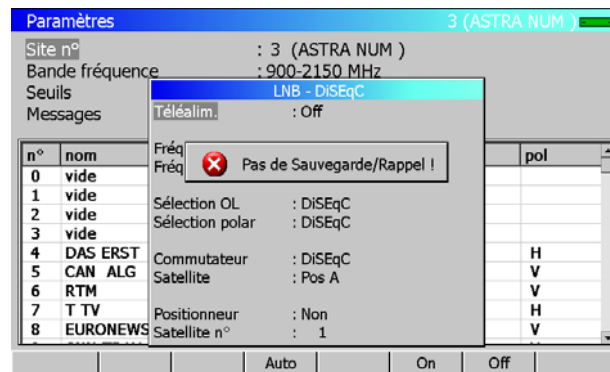 Paramètres 3 (ASTRA NUM )
Site n° : 3 (ASTRA NUM )
Bande fréquence : 900-2150 MHz
Seuils
Messages
LNB - DiSEqC
Téléalim. : Off
Fréq
Fréq
Pas de Sauvegarde/Rappel !
Sélection OL : DiSEqC
Sélection polar : DiSEqC
Commutateur : DiSEqC
Satellite : Pos A
Positionneur : Non
Satellite n° : 1
n° nom pol
0 vide
1 vide
2 vide
3 vide
4 DAS ERST H
5 CAN ALG V
6 RTM V
7 T TV H
8 EURONEWS V
Auto On Off